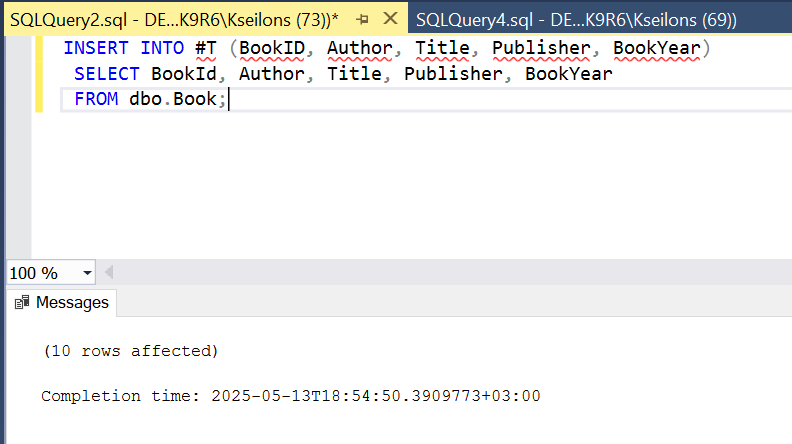 SQLQuery2.sql - DE...K9R6\Kseilons (73))* SQLQuery4.sql - DE...K9R6\Kseilons (69))
INSERT INTO #T (BookID, Author, Title, Publisher, BookYear)
SELECT BookId, Author, Title, Publisher, BookYear
FROM dbo.Book;
100 %
Messages
(10 rows affected)
Completion time: 2025-05-13T18:54:50.3909773+03:00